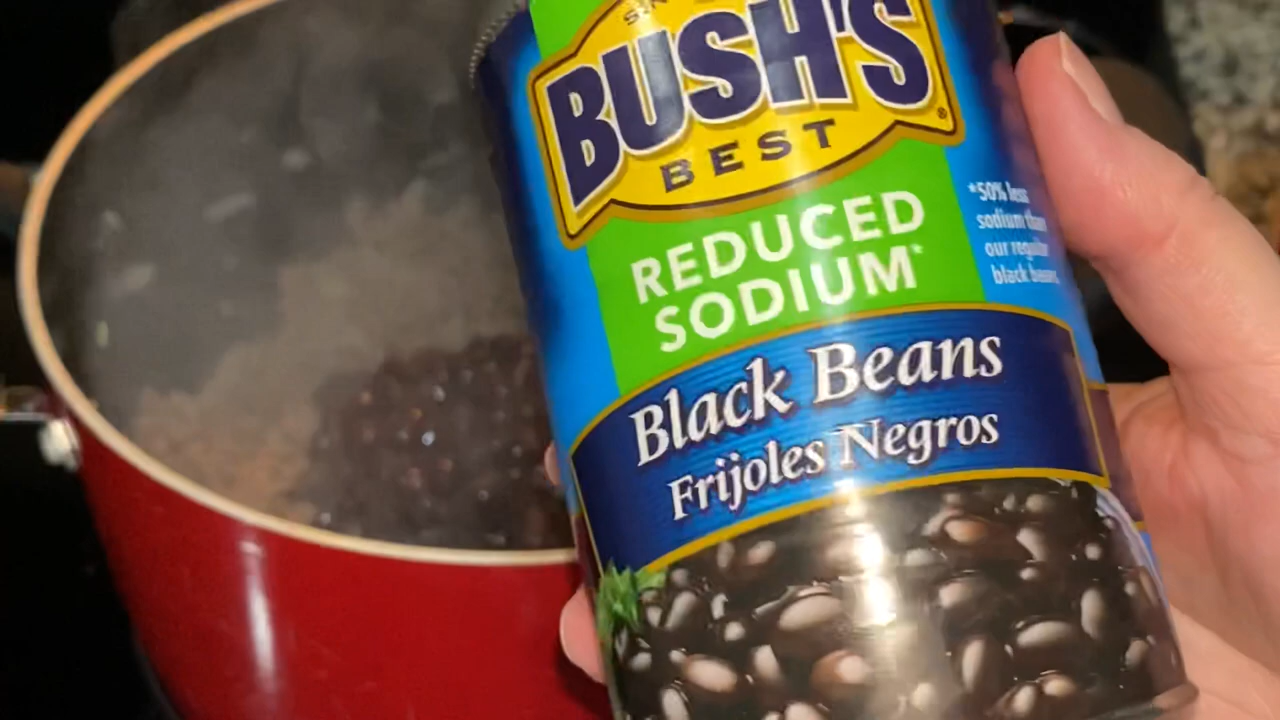 BUSH'S®
BEST
REDUCED
SODIUM*
*50% less
sodium than
our regular
black beans
Black Beans
Frijoles Negros